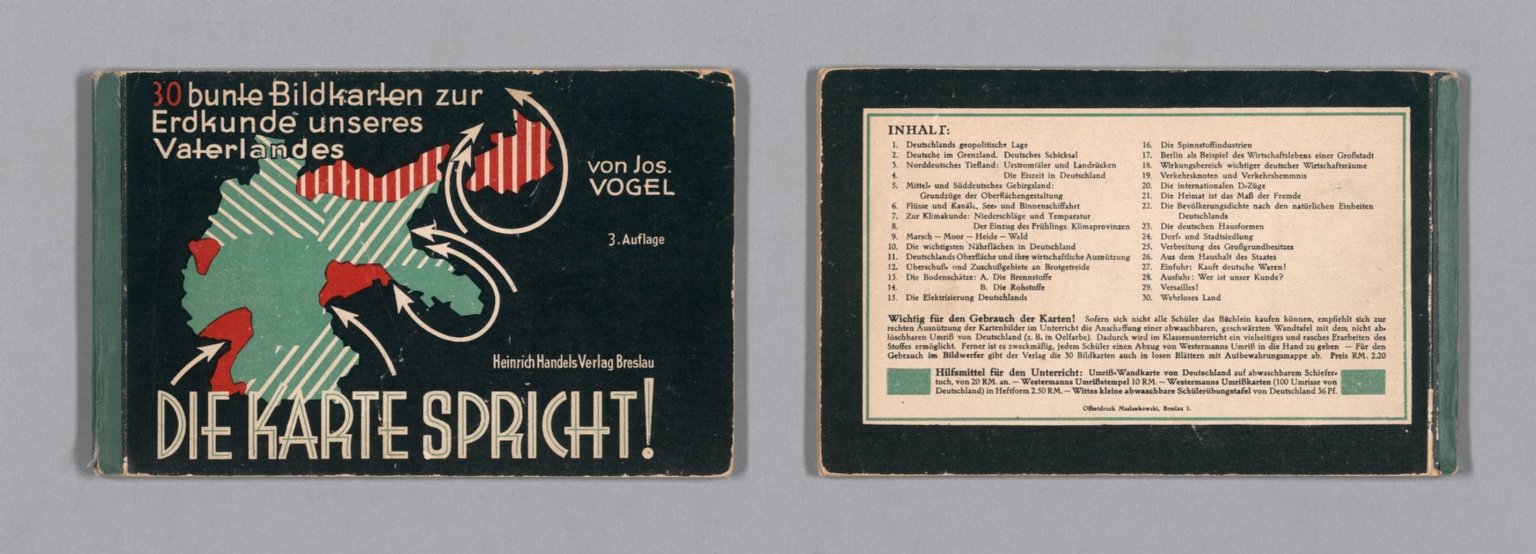 30 bunte Bildkarten zur
Erdkunde unseres
Vaterlandes
von Jos.
VOGEL
3. Auflage
Heinrich Handels Verlag Breslau
DIE KARTE SPRICHT!
INHALT:
1. Deutschlands geopolitische Lage
2. Deutsche im Grenzland. Deutsches Schicksal
3. Norddeutsches Tiefland: Urstromtäler und Landrücken
4. Die Eiszeit in Deutschland
5. Mittel- und Süddeutsches Gebirgsland:
Grundzüge der Oberflächengestaltung
6. Flüsse und Kanäle, See- und Binnenschiffahrt
7. Zur Klimakunde: Niederschläge und Temperatur
8. Der Einzug des Frühlings. Klimaprovinzen
9. Marsch — Moor — Heide — Wald
10. Die wichtigsten Nährflächen in Deutschland
11. Deutschlands Oberfläche und ihre wirtschaftliche Ausnützung
12. Überschuß- und Zuschußgebiete an Brotgetreide
13. Die Bodenschätze: A. Die Brennstoffe
14. B. Die Rohstoffe
15. Die Elektrisierung Deutschlands
16. Die Spinnstoffindustrien
17. Berlin als Beispiel des Wirtschaftslebens einer Großstadt
18. Wirkungsbereich wichtiger deutscher Wirtschaftsräume
19. Verkehrsknoten und Verkehrshemmnis
20. Die internationalen D-Züge
21. Die Heimat ist das Maß der Fremde
22. Die Bevölkerungsdichte nach den natürlichen Einheiten
Deutschlands
23. Die deutschen Hausformen
24. Dorf- und Stadtsiedlung
25. Verbreitung des Großgrundbesitzes
26. Aus dem Haushalt des Staates
27. Einfuhr: Kauft deutsche Waren!
28. Ausfuhr: Wer ist unser Kunde?
29. Versailles!
30. Wehrloses Land
Wichtig für den Gebrauch der Karten! Sofern sich nicht alle Schüler das Büchlein kaufen können, empfiehlt sich zur
rechten Ausnützung der Kartenbilder im Unterricht die Anschaffung einer abwaschbaren, geschwärzten Wandtafel mit dem nicht ab-
löschbaren Umriß von Deutschland (z. B. in Oelfarbe). Dadurch wird im Klassenunterricht ein vielseitiges und rasches Erarbeiten des
Stoffes ermöglicht. Ferner ist es zweckmäßig, jedem Schüler einen Abzug von Westermanns Umriß in die Hand zu geben — Für den
Gebrauch im Bildwerfer gibt der Verlag die 30 Bildkarten auch in losen Blättern mit Aufbewahrungsmappe ab. Preis RM. 2.20
Hilfsmittel für den Unterricht: Umriß-Wandkarte von Deutschland auf abwaschbarem Schiefer-
tuch, von 20 RM. an. — Westermanns Umrißstempel 10 RM. — Westermanns Umrißkarten (100 Umrisse von
Deutschland) in Heftform 2.50 RM. — Wittes kleine abwaschbare Schülerübungstafel von Deutschland 36 Pf.
Offsetdruck Maslankowski, Breslau 1.